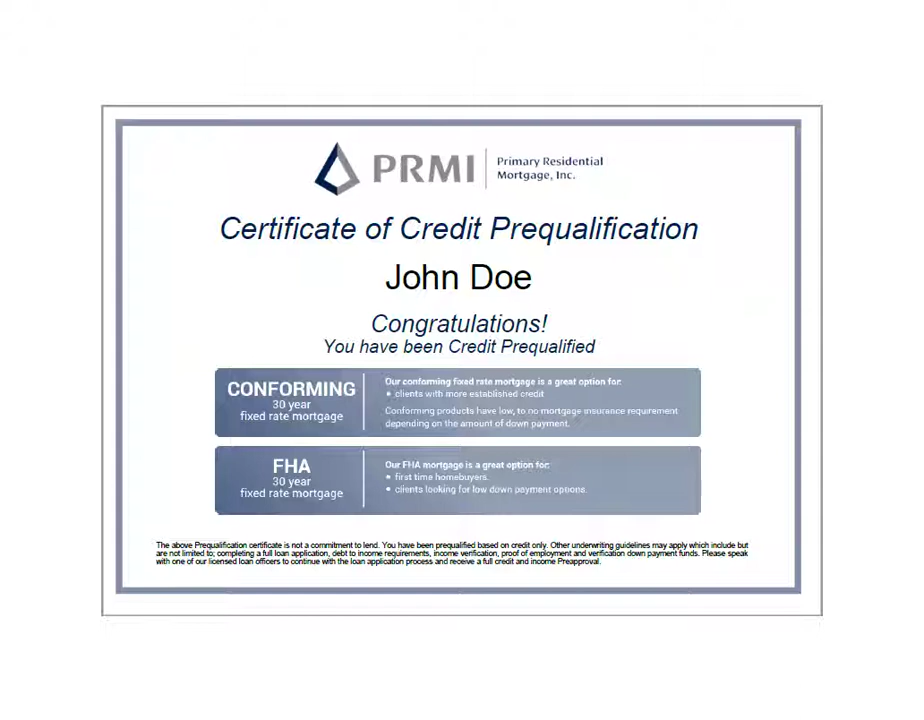 PRMI
Primary Residential
Mortgage, Inc.
Certificate of Credit Prequalification
John Doe
Congratulations!
You have been Credit Prequalified
CONFORMING
30 year
fixed rate mortgage
Our conforming fixed rate mortgage is a great option for:
• clients with more established credit
Conforming products have low, to no mortgage insurance requirement
depending on the amount of down payment.
FHA
30 year
fixed rate mortgage
Our FHA mortgage is a great option for:
• first time homebuyers.
• clients looking for low down payment options.
The above Prequalification certificate is not a commitment to lend. You have been prequalified based on credit only. Other underwriting guidelines may apply which include but
are not limited to; completing a full loan application, debt to income requirements, income verification, proof of employment and verification down payment funds. Please speak
with one of our licensed loan officers to continue with the loan application process and receive a full credit and income Preapproval.